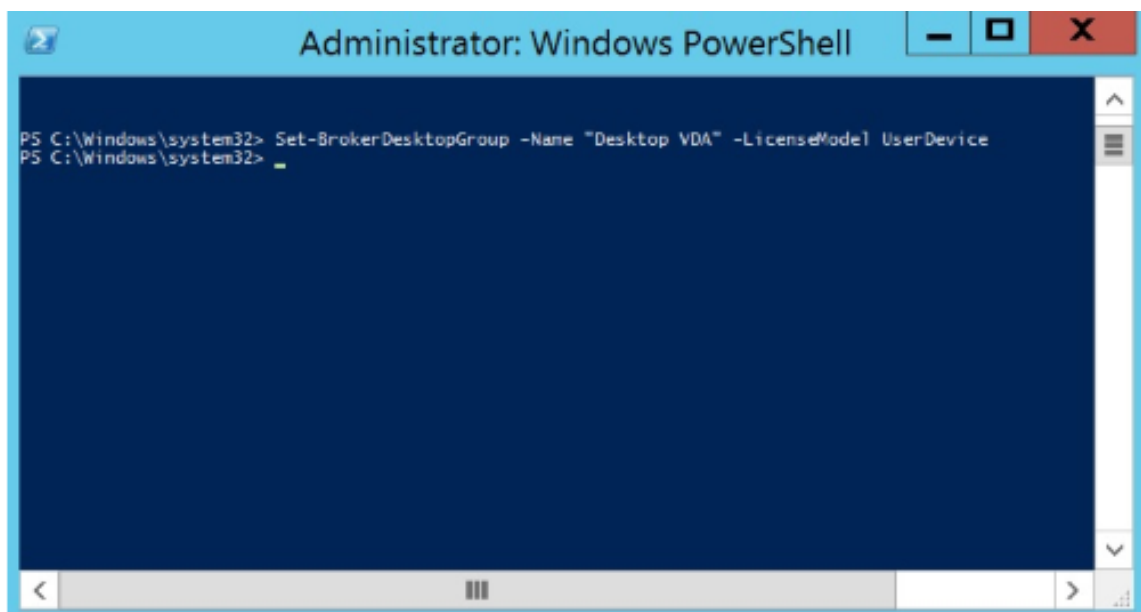 Administrator: Windows PowerShell
PS C:\Windows\system32> Set-BrokerDesktopGroup -Name "Desktop VDA" -LicenseModel UserDevice
PS C:\Windows\system32> _